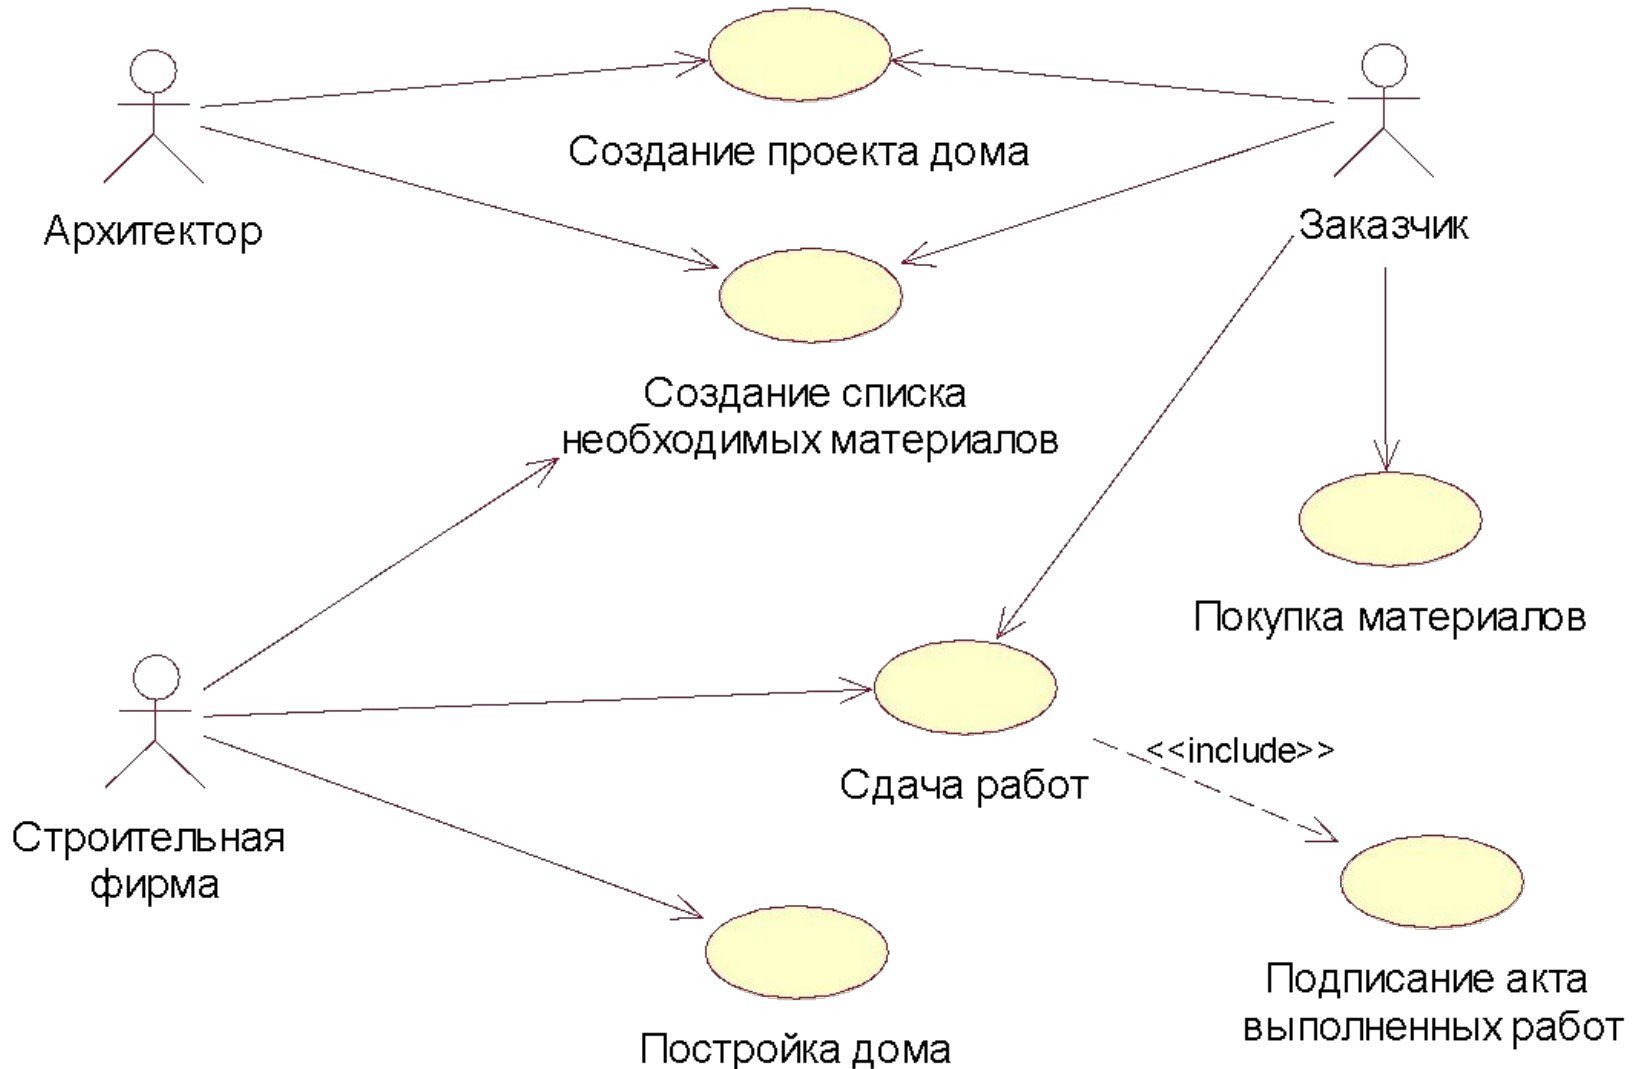 Создание проекта дома
Архитектор
Заказчик
Создание списка
необходимых материалов
Покупка материалов
<<include>>
Сдача работ
Строительная
фирма
Подписание акта
выполненных работ
Постройка дома